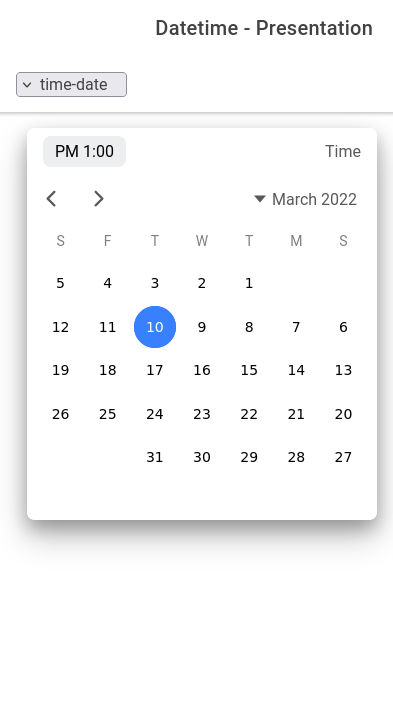 Datetime - Presentation
time-date
PM 1:00 Time
March 2022
S F T W T M S
5 4 3 2 1
12 11 10 9 8 7 6
19 18 17 16 15 14 13
26 25 24 23 22 21 20
31 30 29 28 27